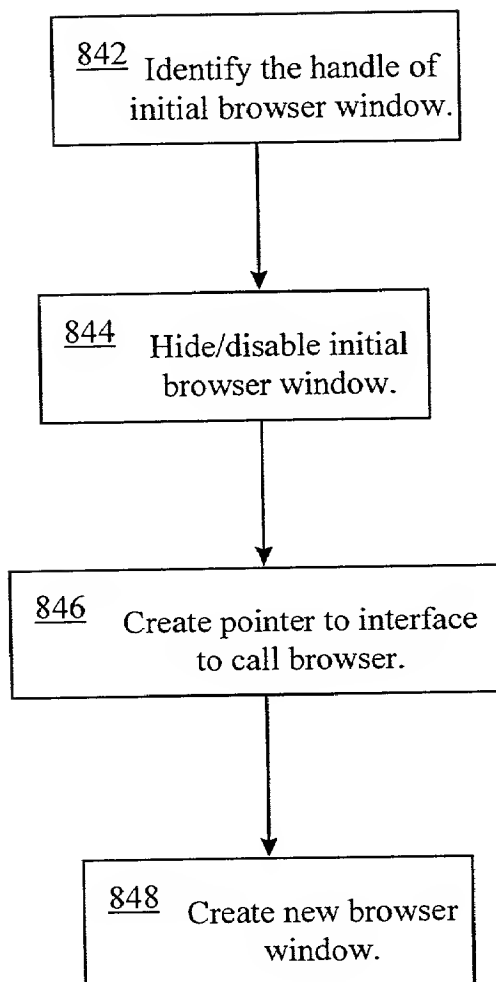 842 Identify the handle of
initial browser window.
844 Hide/disable initial
browser window.
846 Create pointer to interface
to call browser.
848 Create new browser
window.